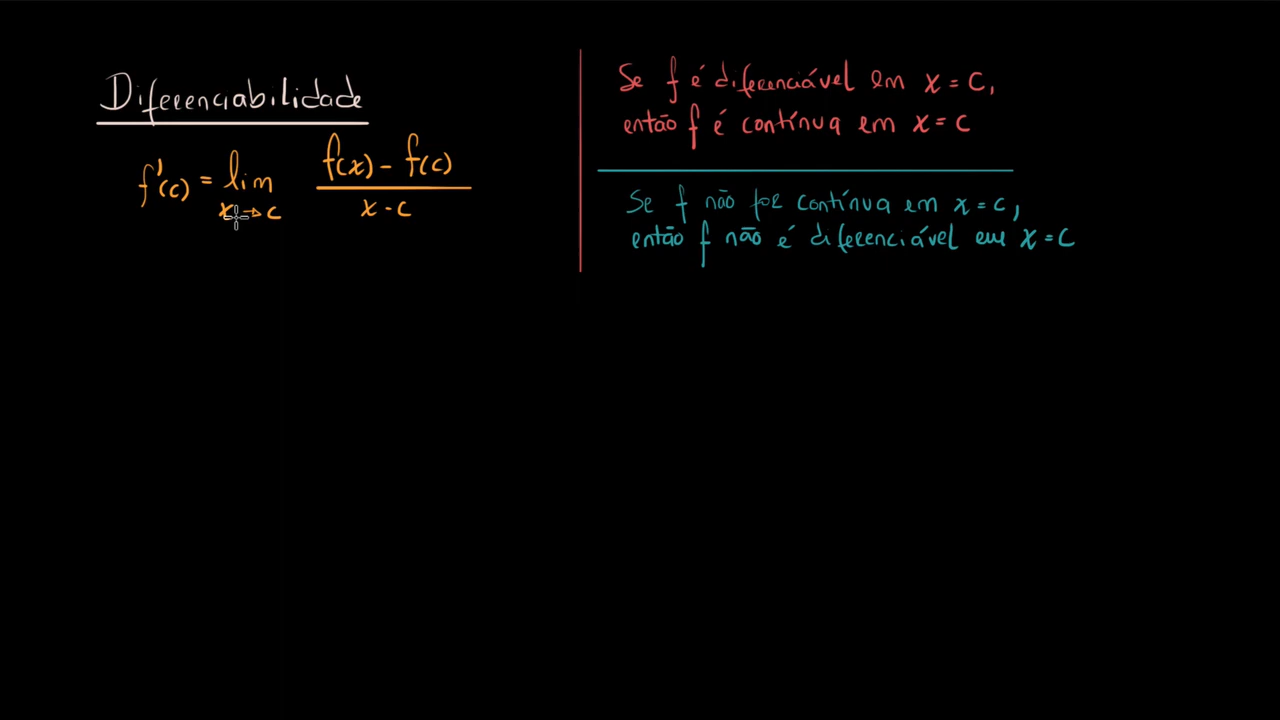 Diferenciabilidade
f'(c) = lim x→c f(x) - f(c) / x - c
Se f é diferenciável em x = c,
então f é contínua em x = c
Se f não for contínua em x = c,
então f não é diferenciável em x = c